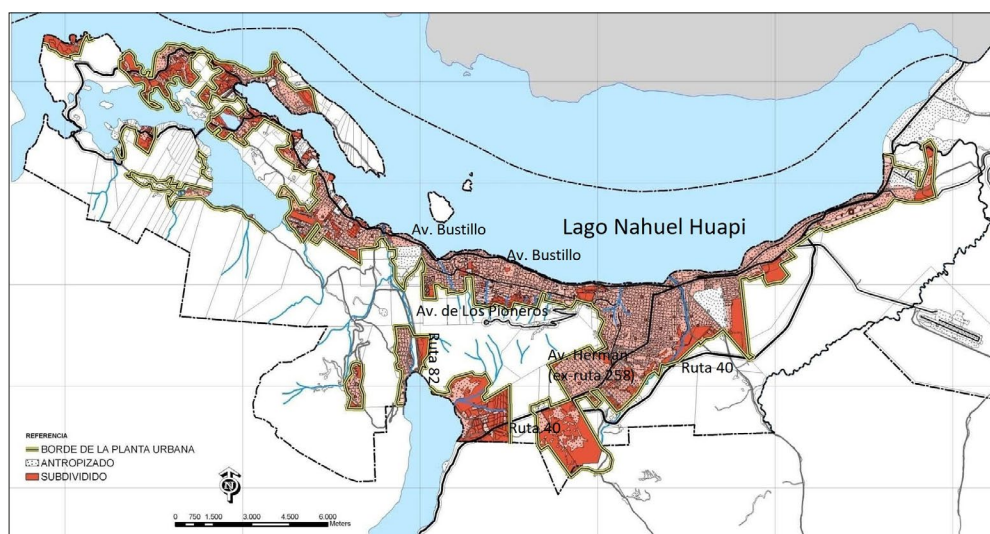 Av. Bustillo
Lago Nahuel Huapi
Av. Bustillo
Av. de Los Pioneros
Ruta 82
Av. Herman
(ex-ruta 258)
Ruta 40
Ruta 40
REFERENCIA
BORDE DE LA PLANTA URBANA
ANTROPIZADO
SUBDIVIDIDO
N
0 750 1.500 3.000 4.500 6.000
Meters